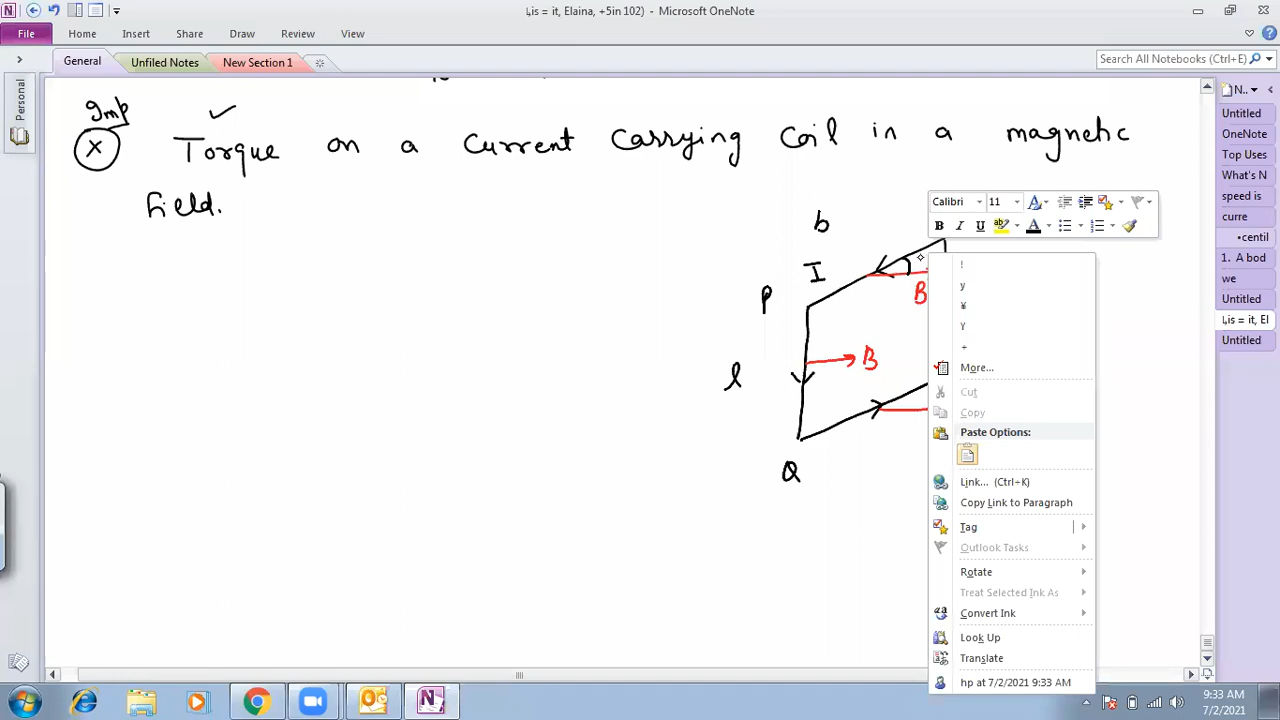 Lis = it, Elaina, +5in 102) - Microsoft OneNote
File Home Insert Share Review Draw View
General Unfiled Notes New Section 1
Search All Notebooks (Ctrl+E)
Personal
Imp
Torque on a current carrying coil in a magnetic
field.
b
I
P
B
B
l
Q
Calibri 11
B I U
!
y
¥
Y
+
More...
Cut
Copy
Paste Options:
Link... (Ctrl+K)
Copy Link to Paragraph
Tag
Outlook Tasks
Rotate
Treat Selected Ink As
Convert Ink
Look Up
Translate
hp at 7/2/2021 9:33 AM
N..
Untitled
OneNote
Top Uses
What's N
speed is
curre
•centil
1. A bod
we
Untitled
Lis = it, El
Untitled
9:33 AM
7/2/2021